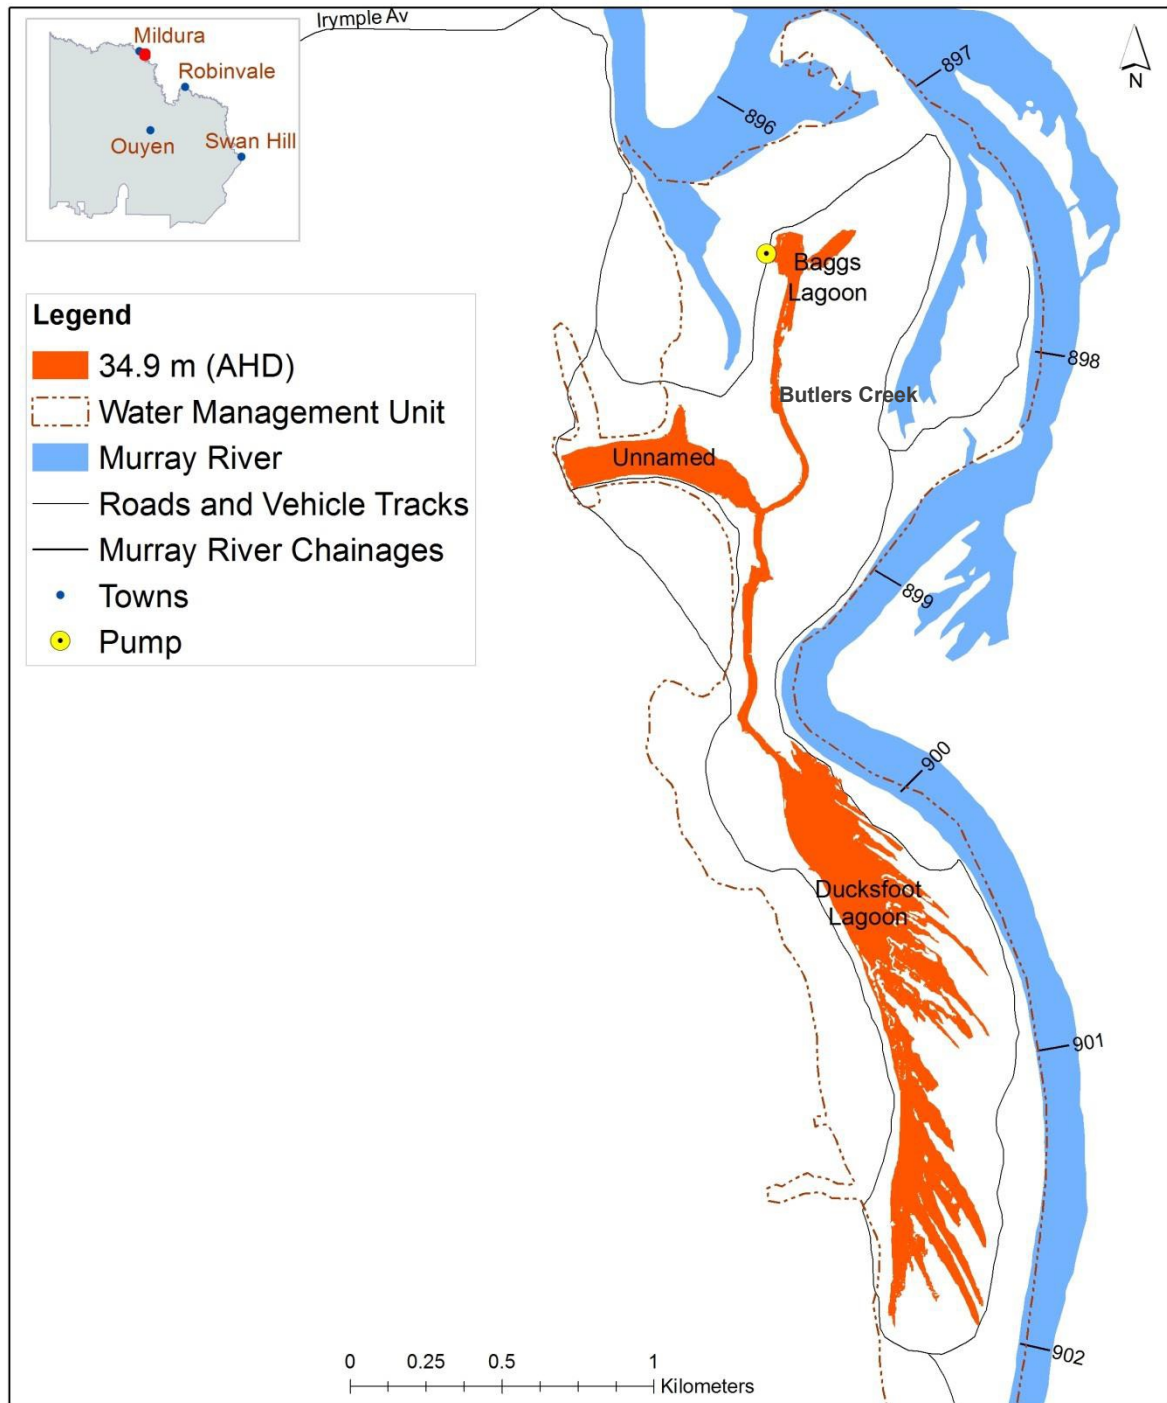 Irymple Av
Mildura
Robinvale
Ouyen
Swan Hill
N
896
897
Baggs
Lagoon
898
Butlers Creek
Unnamed
899
900
Ducksfoot
Lagoon
901
902
Legend
34.9 m (AHD)
Water Management Unit
Murray River
Roads and Vehicle Tracks
Murray River Chainages
Towns
Pump
0 0.25 0.5 1
Kilometers